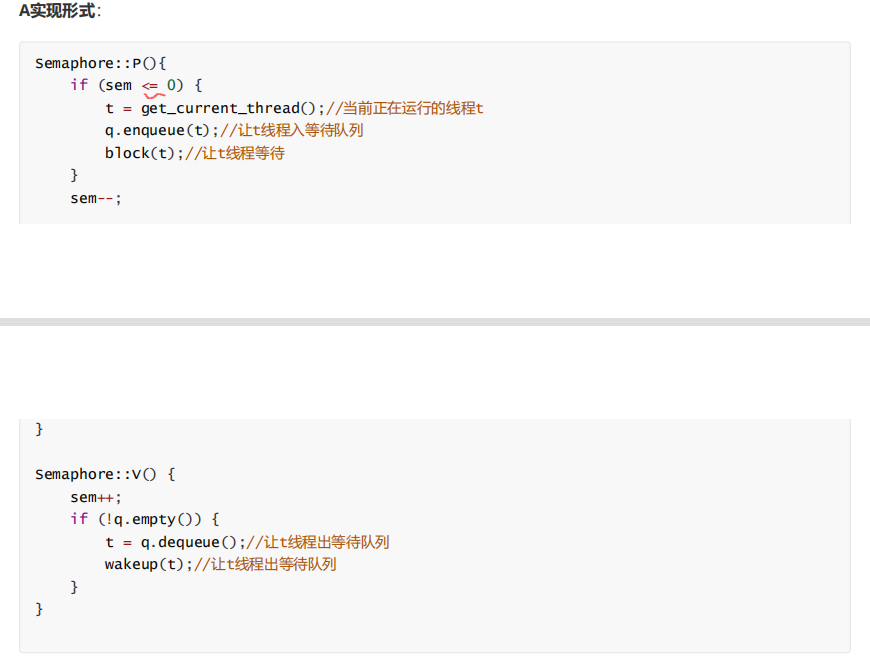 A实现形式:
Semaphore::P(){
    if (sem <= 0) {
        t = get_current_thread();//当前正在运行的线程t
        q.enqueue(t);//让t线程入等待队列
        block(t);//让t线程等待
    }
    sem--;
}
Semaphore::V() {
    sem++;
    if (!q.empty()) {
        t = q.dequeue();//让t线程出等待队列
        wakeup(t);//让t线程出等待队列
    }
}